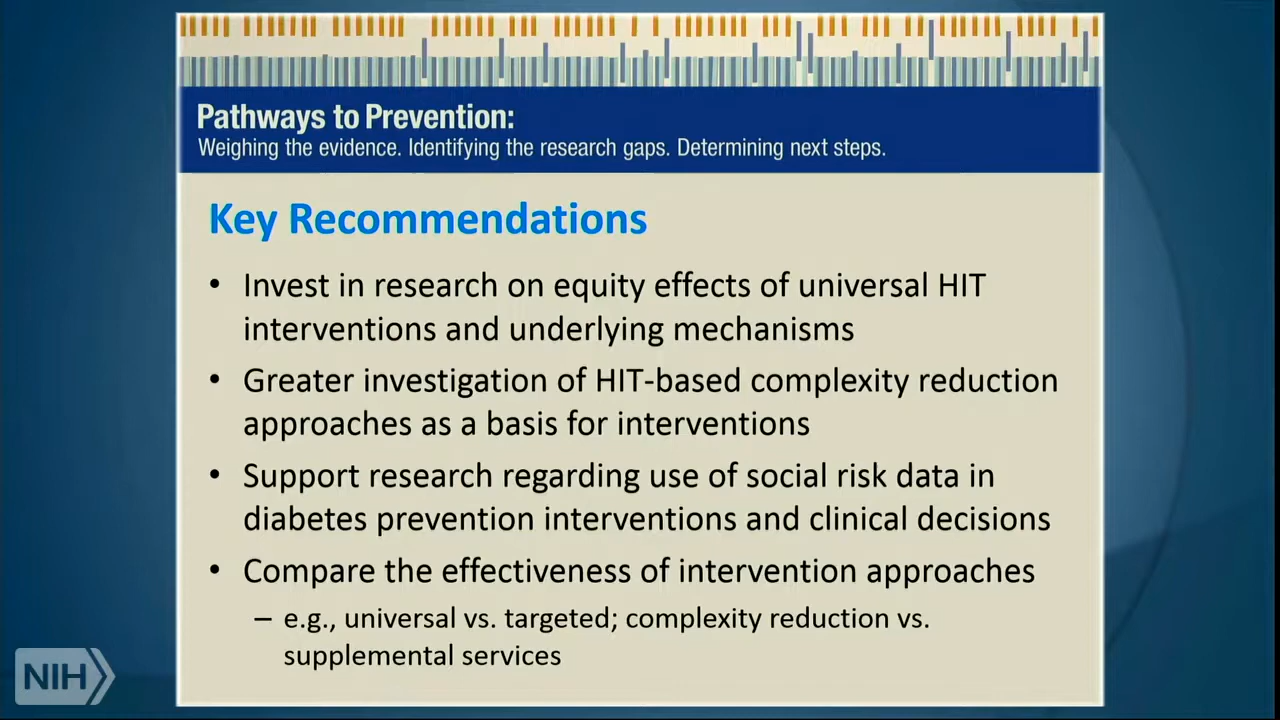 Pathways to Prevention:
Weighing the evidence. Identifying the research gaps. Determining next steps.
Key Recommendations
• Invest in research on equity effects of universal HIT
interventions and underlying mechanisms
• Greater investigation of HIT-based complexity reduction
approaches as a basis for interventions
• Support research regarding use of social risk data in
diabetes prevention interventions and clinical decisions
• Compare the effectiveness of intervention approaches
– e.g., universal vs. targeted; complexity reduction vs.
supplemental services
NIH